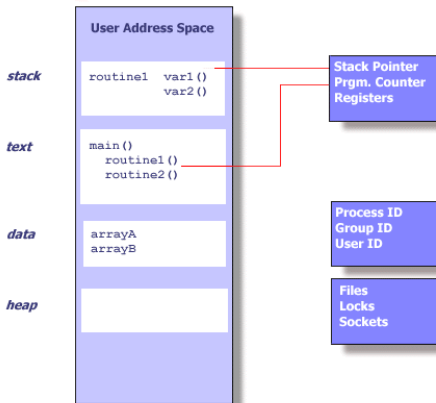 User Address Space
stack
routine1 var1()
var2()
text
main()
routine1()
routine2()
data
arrayA
arrayB
heap
Stack Pointer
Prgm. Counter
Registers
Process ID
Group ID
User ID
Files
Locks
Sockets